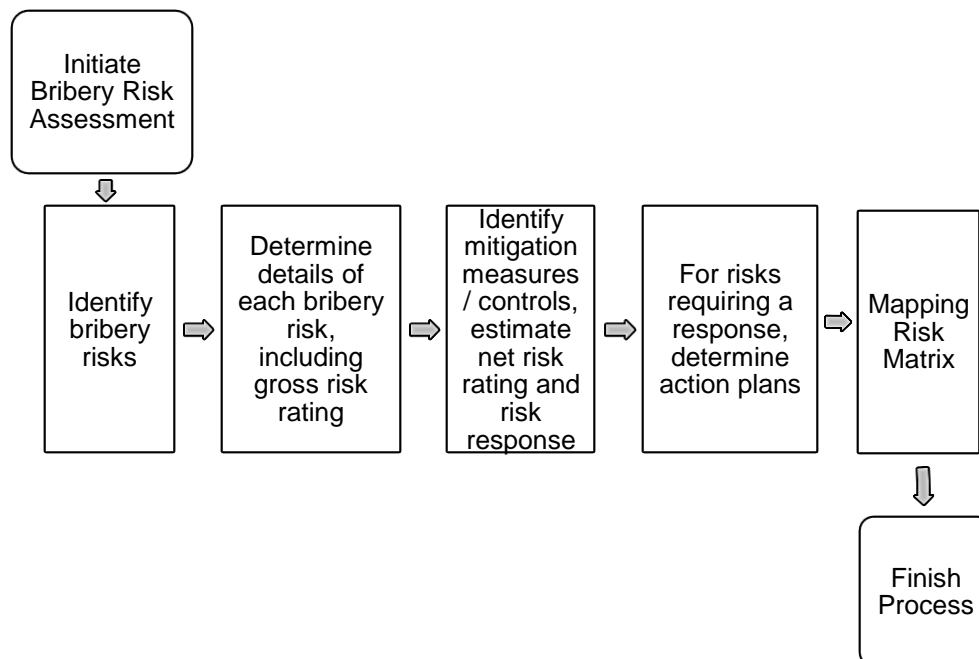 Initiate
Bribery Risk
Assessment
Identify
bribery
risks
Determine
details of
each bribery
risk,
including
gross risk
rating
Identify
mitigation
measures
/ controls,
estimate
net risk
rating and
risk
response
For risks
requiring a
response,
determine
action plans
Mapping
Risk
Matrix
Finish
Process